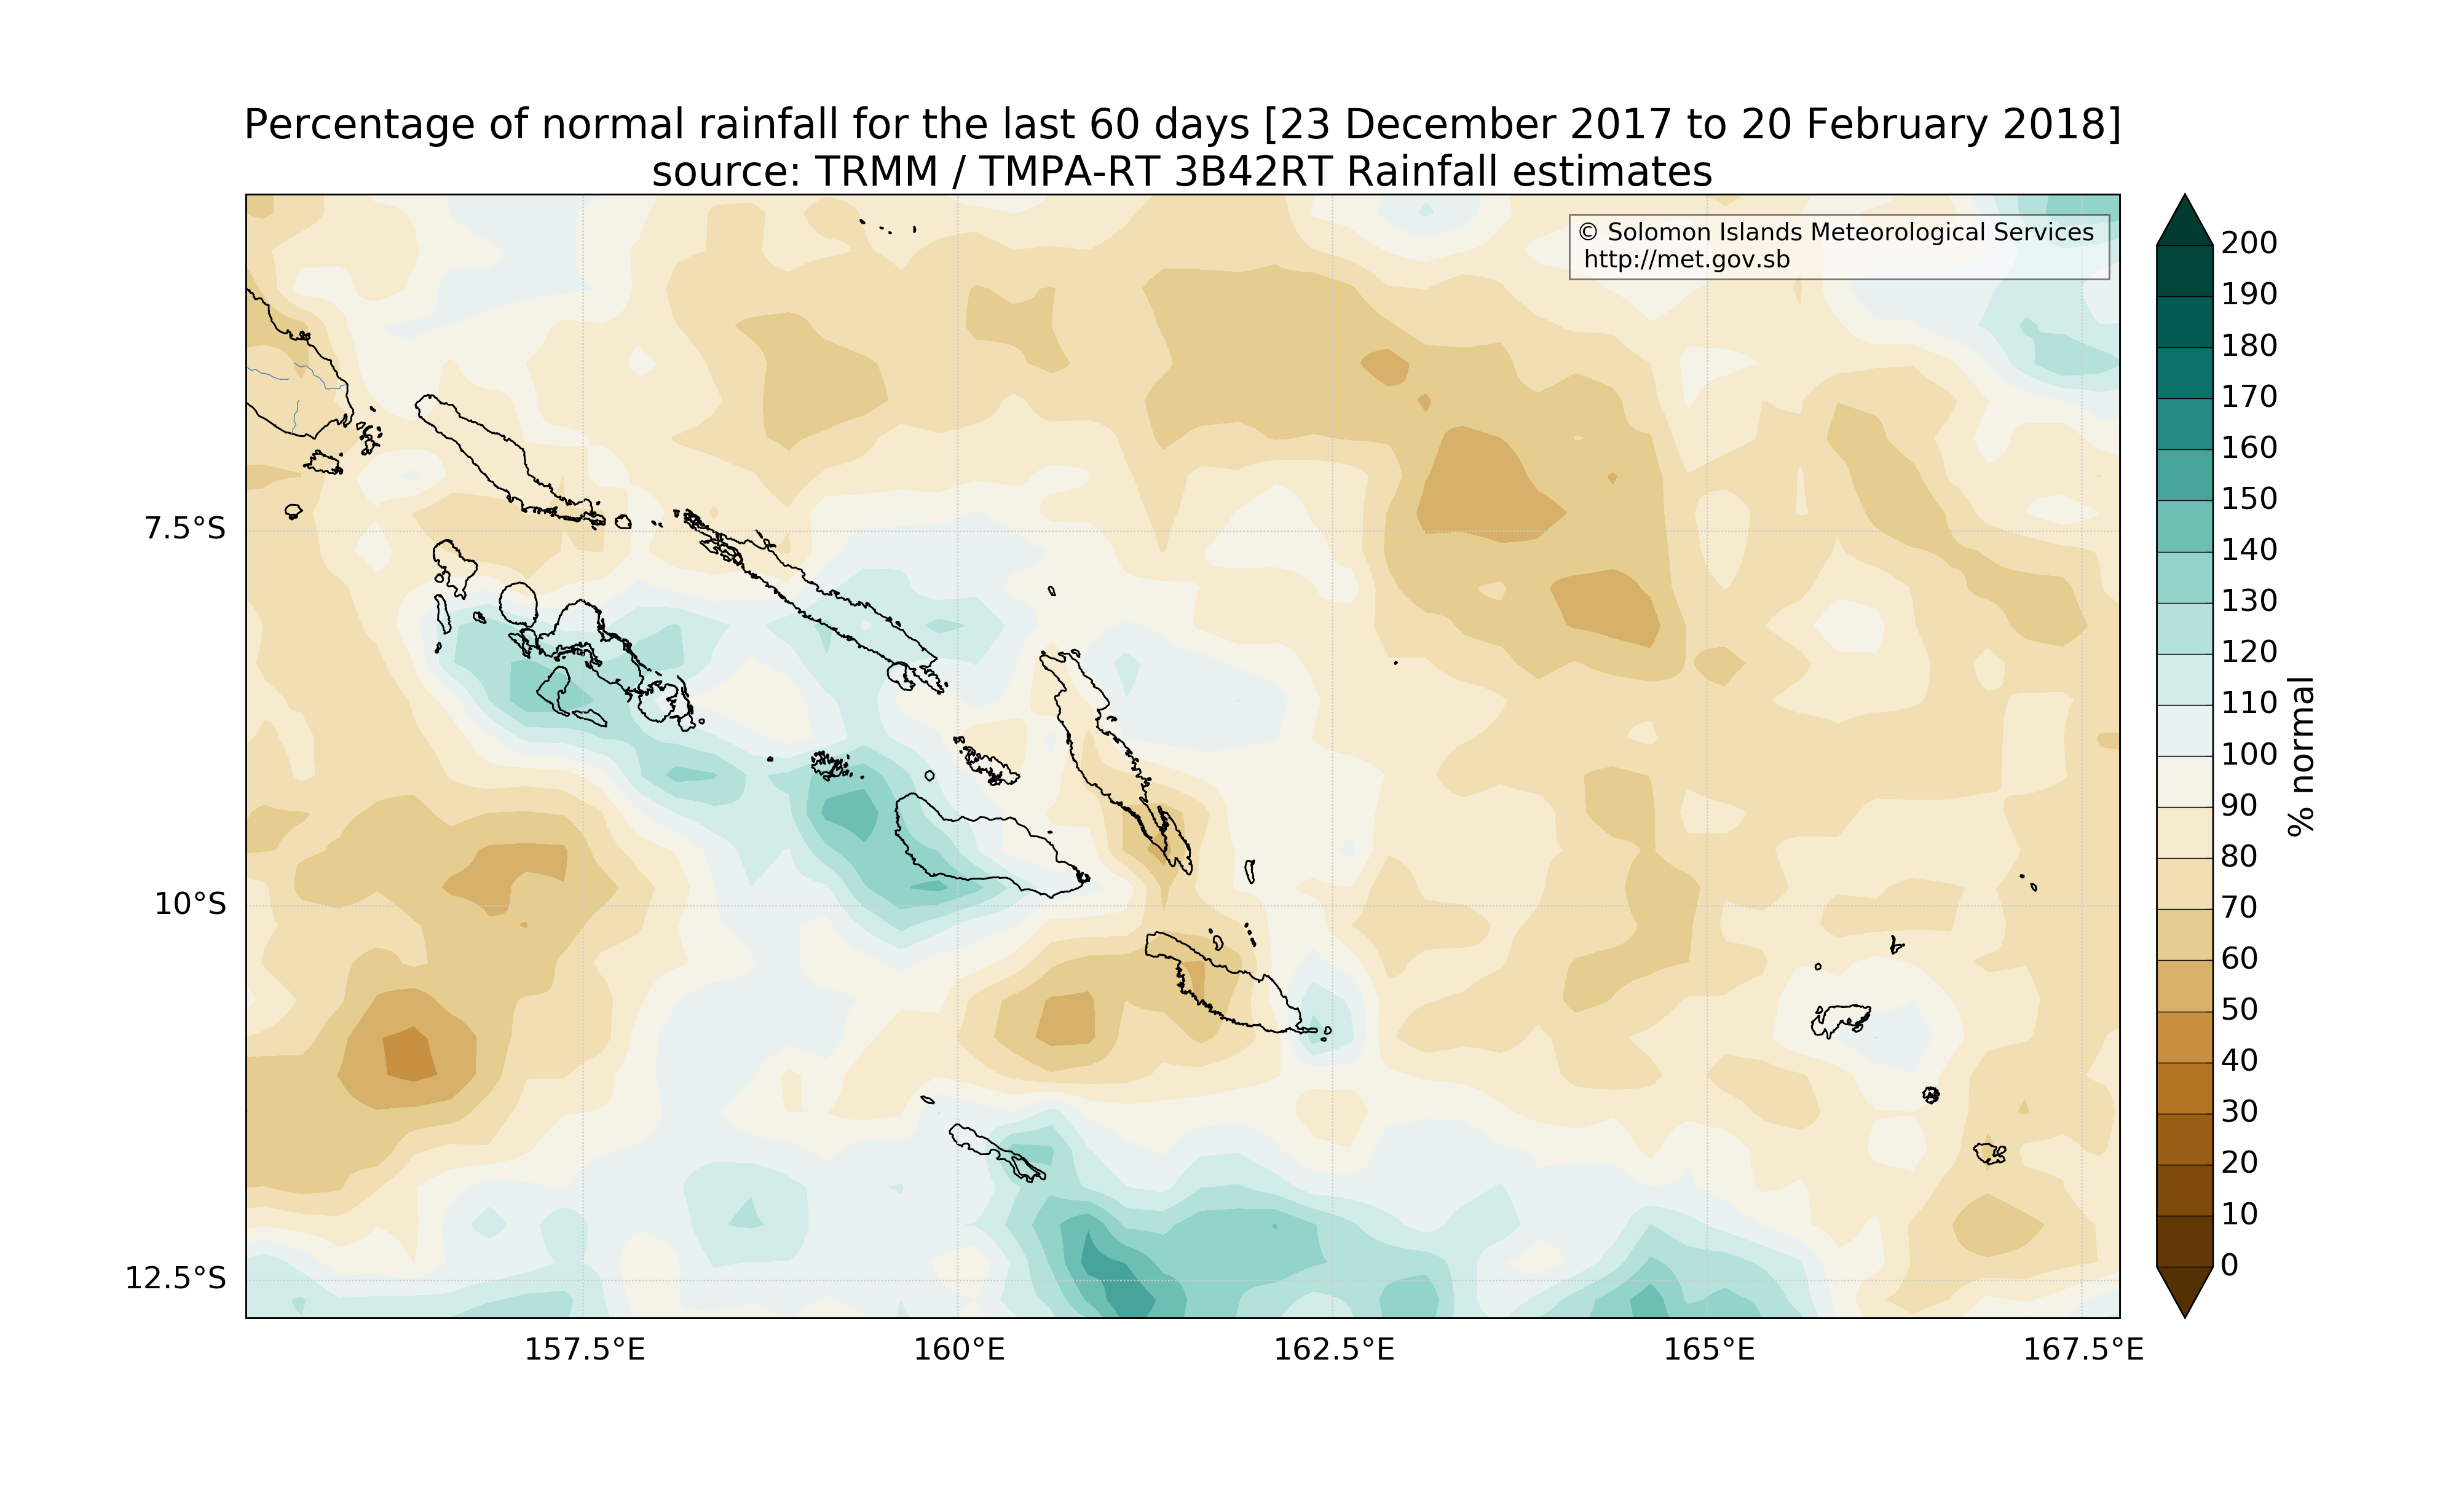 Percentage of normal rainfall for the last 60 days [23 December 2017 to 20 February 2018]
source: TRMM / TMPA-RT 3B42RT Rainfall estimates
© Solomon Islands Meteorological Services
http://met.gov.sb
7.5°S
10°S
12.5°S
157.5°E
160°E
162.5°E
165°E
167.5°E
200
190
180
170
160
150
140
130
120
110
100
90
80
70
60
50
40
30
20
10
0
% normal